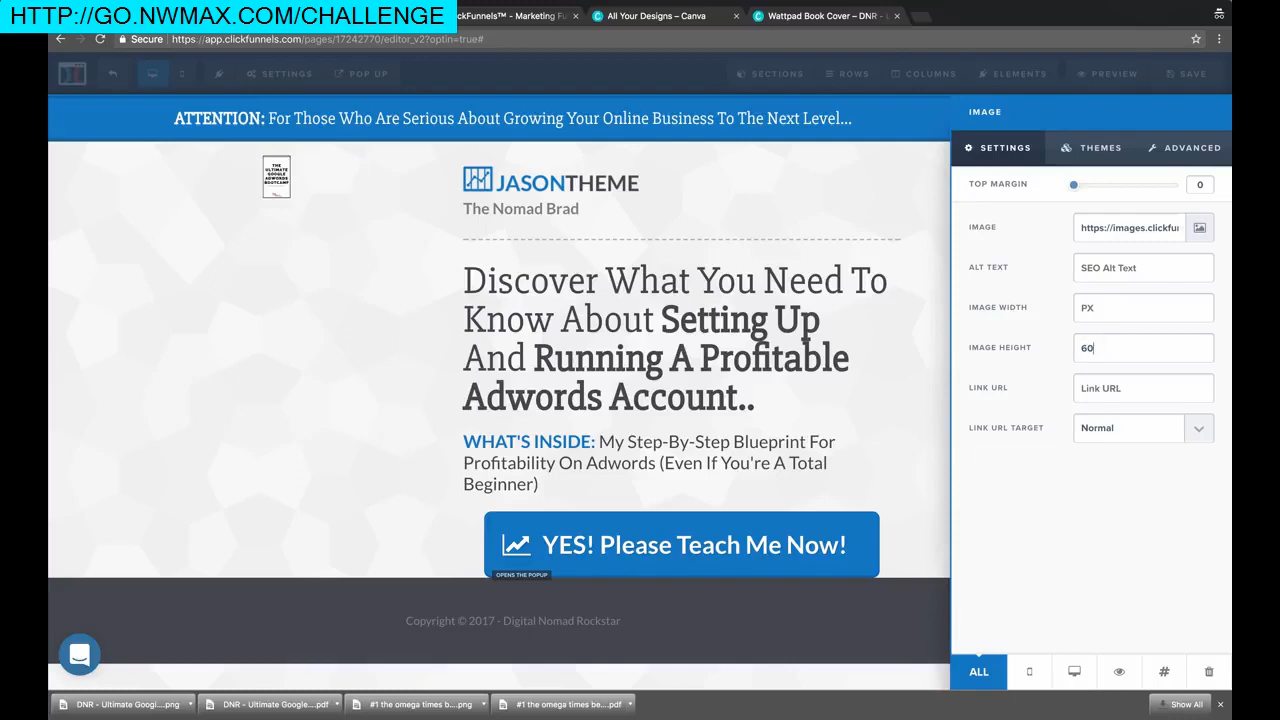 HTTP://GO.NWMAX.COM/CHALLENGE
ckFunnels™ - Marketing Fu
All Your Designs – Canva
Wattpad Book Cover – DNR - U
Secure
https://app.clickfunnels.com/pages/17242770/editor_v2?optin=true#
SETTINGS
POP UP
SECTIONS
ROWS
COLUMNS
ELEMENTS
PREVIEW
SAVE
ATTENTION: For Those Who Are Serious About Growing Your Online Business To The Next Level...
THE
ULTIMATE
GOOGLE
ADWORDS
BOOTCAMP
JASONTHEME
The Nomad Brad
Discover What You Need To
Know About Setting Up
And Running A Profitable
Adwords Account..
WHAT'S INSIDE: My Step-By-Step Blueprint For
Profitability On Adwords (Even If You're A Total
Beginner)
YES! Please Teach Me Now!
OPENS THE POPUP
Copyright © 2017 - Digital Nomad Rockstar
IMAGE
SETTINGS
THEMES
ADVANCED
TOP MARGIN
0
IMAGE
https://images.clickfu
ALT TEXT
SEO Alt Text
IMAGE WIDTH
PX
IMAGE HEIGHT
60
LINK URL
Link URL
LINK URL TARGET
Normal
ALL
#
DNR - Ultimate Googl....png
DNR - Ultimate Google....pdf
#1 the omega times b....png
#1 the omega times be....pdf
Show All